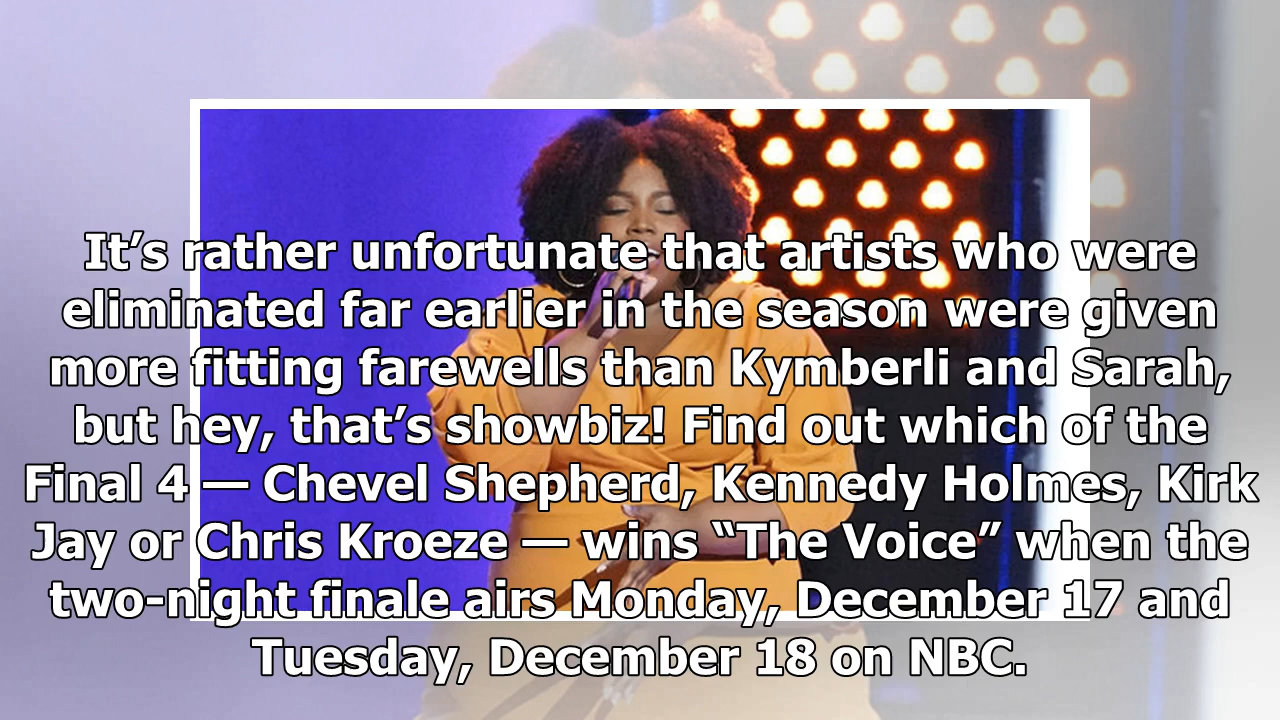 It’s rather unfortunate that artists who were
eliminated far earlier in the season were given
more fitting farewells than Kymberli and Sarah,
but hey, that’s showbiz! Find out which of the
Final 4 — Chevel Shepherd, Kennedy Holmes, Kirk
Jay or Chris Kroeze — wins “The Voice” when the
two-night finale airs Monday, December 17 and
Tuesday, December 18 on NBC.